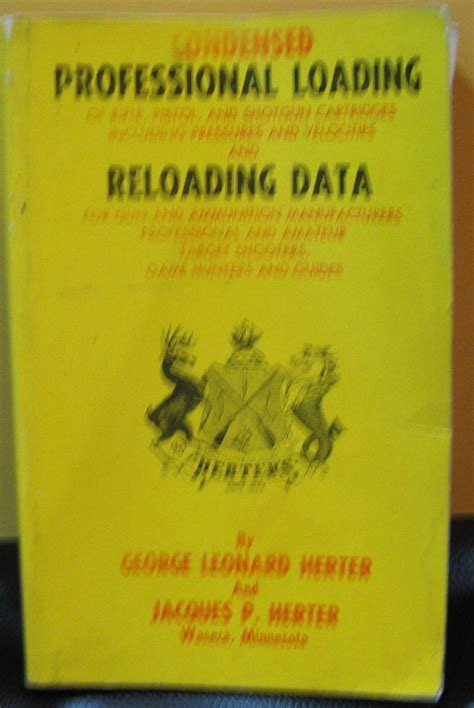 CONDENSED
PROFESSIONAL LOADING
OF RIFLE, PISTOL, AND SHOTGUN CARTRIDGES
INCLUDING PRESSURES AND VELOCITIES
AND
RELOADING DATA
FOR GUN AND AMMUNITION MANUFACTURERS
PROFESSIONAL AND AMATEUR
TARGET SHOOTERS,
GAME HUNTERS AND GUIDES
HERTER'S
By
GEORGE LEONARD HERTER
And
JACQUES P. HERTER
Waseca, Minnesota